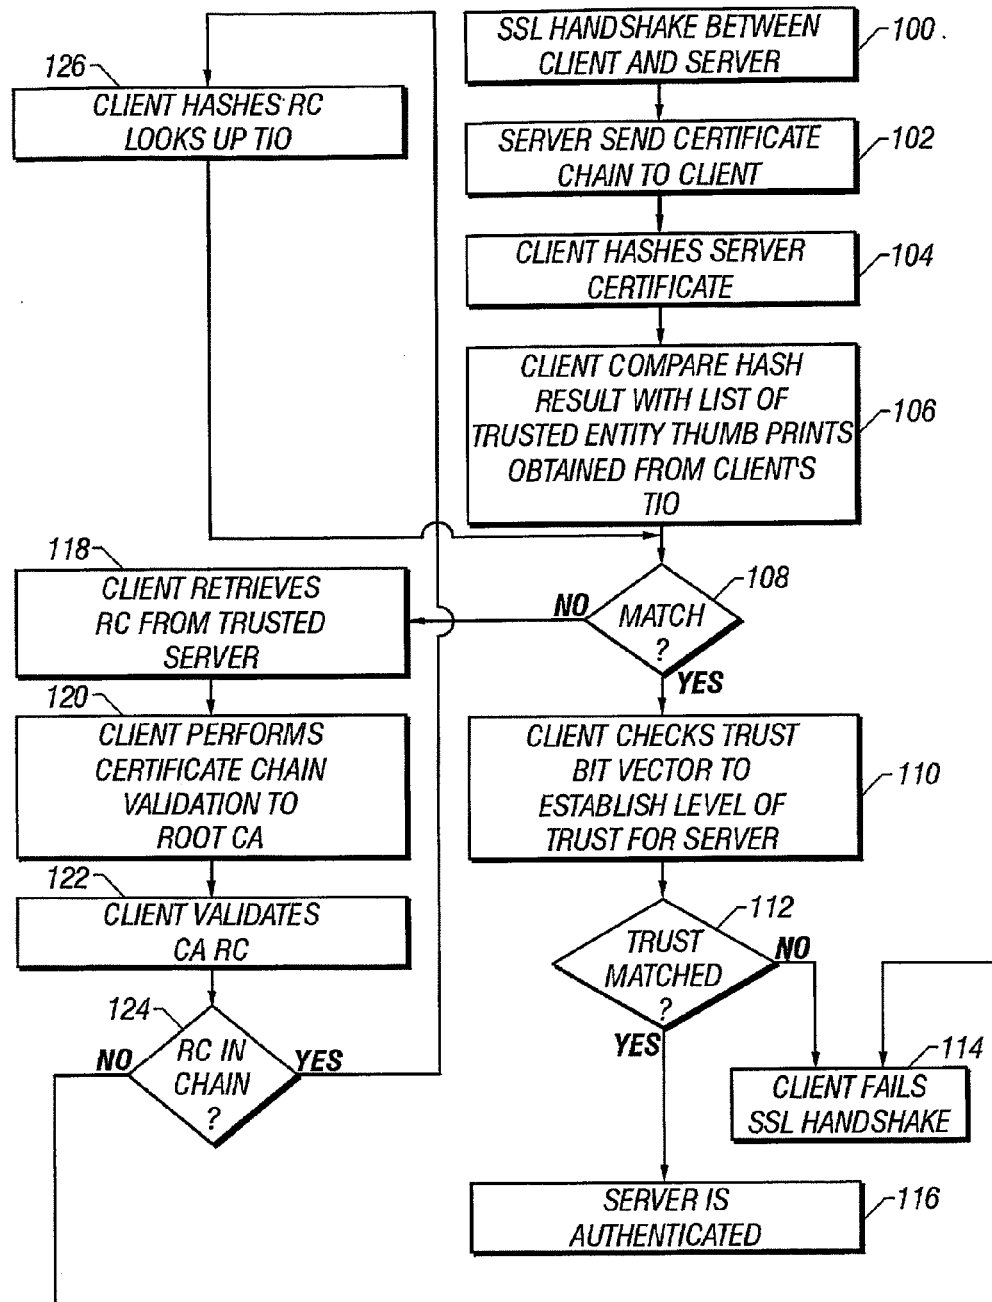 SSL HANDSHAKE BETWEEN
CLIENT AND SERVER
100
126
CLIENT HASHES RC
LOOKS UP TIO
SERVER SEND CERTIFICATE
CHAIN TO CLIENT
102
CLIENT HASHES SERVER
CERTIFICATE
104
CLIENT COMPARE HASH
RESULT WITH LIST OF
TRUSTED ENTITY THUMB PRINTS
OBTAINED FROM CLIENT'S
TIO
106
118
CLIENT RETRIEVES
RC FROM TRUSTED
SERVER
NO
MATCH
?
108
YES
120
CLIENT PERFORMS
CERTIFICATE CHAIN
VALIDATION TO
ROOT CA
CLIENT CHECKS TRUST
BIT VECTOR TO
ESTABLISH LEVEL OF
TRUST FOR SERVER
110
122
CLIENT VALIDATES
CA RC
TRUST
MATCHED
?
112
NO
YES
124
NO
RC IN
CHAIN
?
YES
114
CLIENT FAILS
SSL HANDSHAKE
SERVER IS
AUTHENTICATED
116